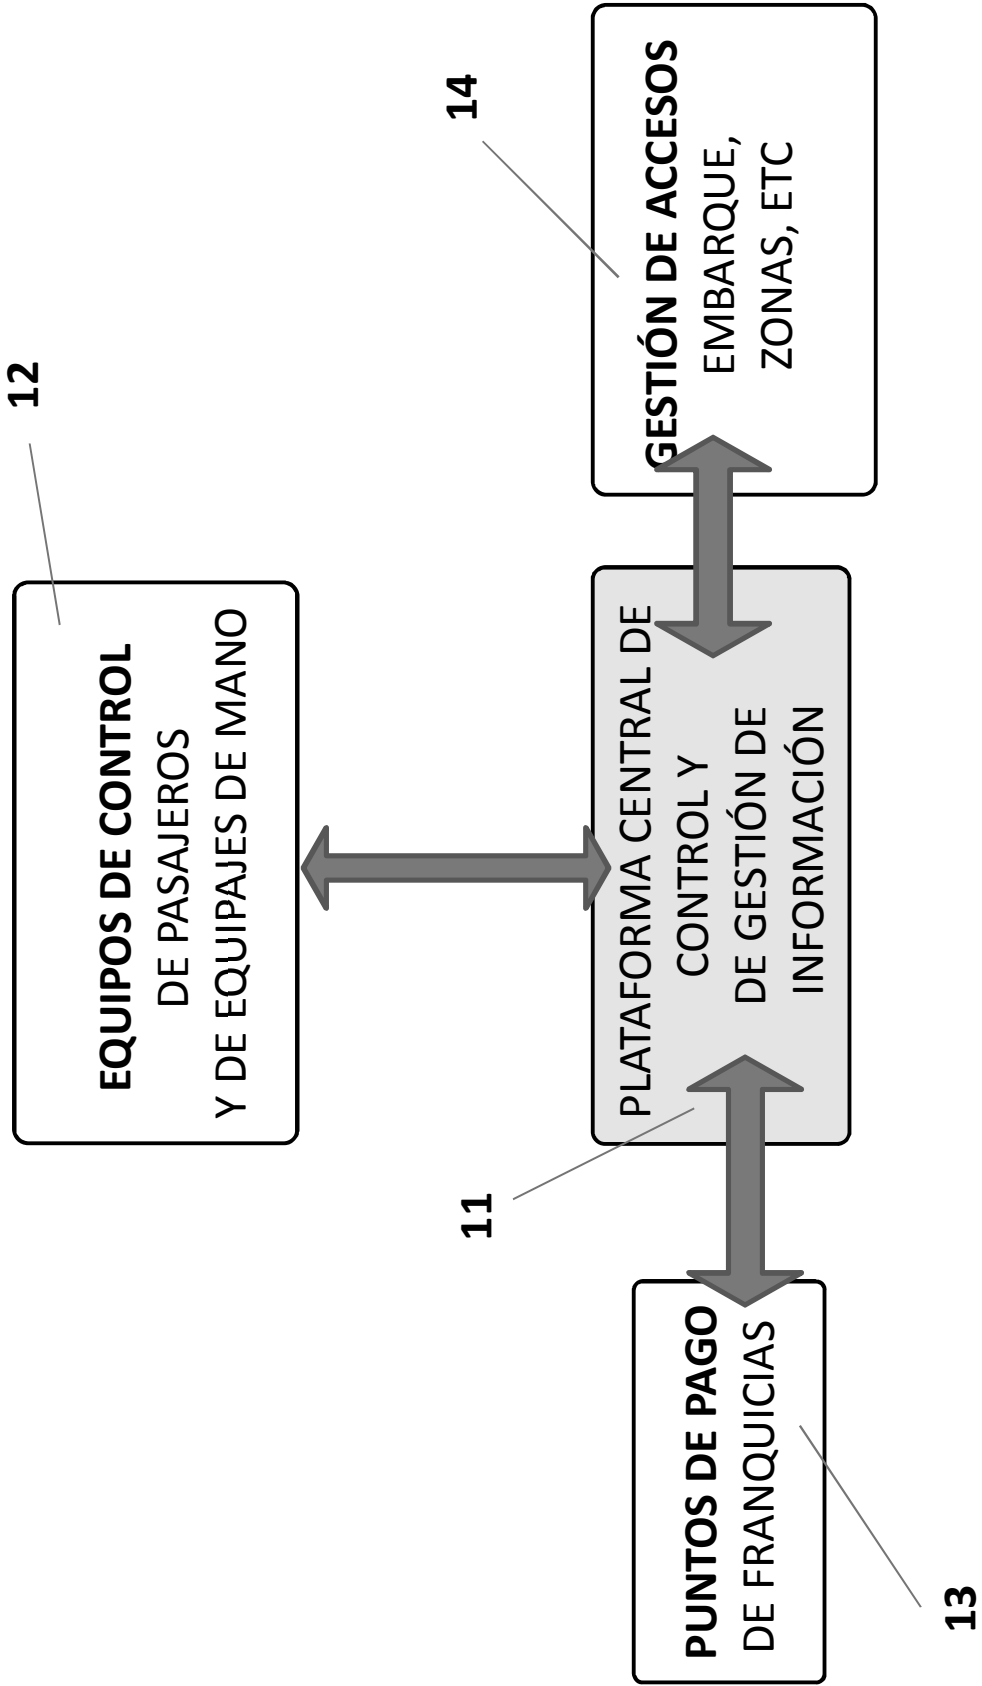 12
EQUIPOS DE CONTROL
DE PASAJEROS
Y DE EQUIPAJES DE MANO
11
14
PLATAFORMA CENTRAL DE
CONTROL Y
DE GESTIÓN DE
INFORMACIÓN
PUNTOS DE PAGO
DE FRANQUICIAS
13
GESTIÓN DE ACCESOS
EMBARQUE,
ZONAS, ETC